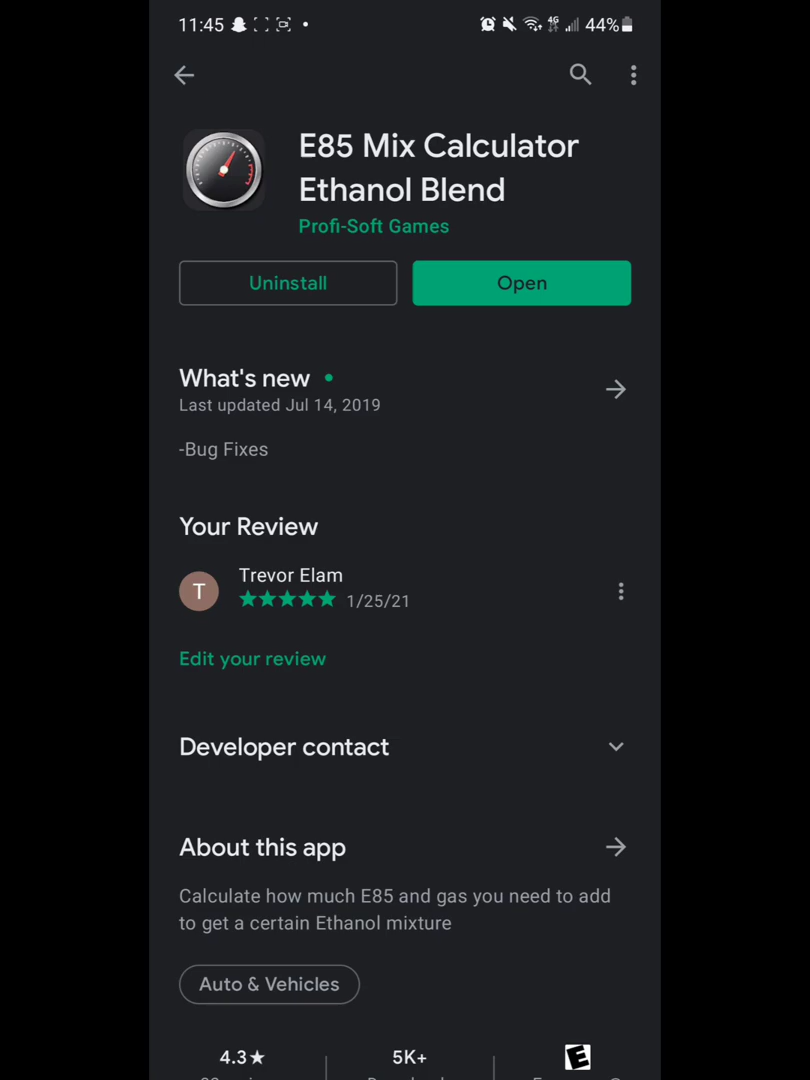 11:45 4G 44%
E85 Mix Calculator
Ethanol Blend
Profi-Soft Games
Uninstall Open
What's new
Last updated Jul 14, 2019
-Bug Fixes
Your Review
T Trevor Elam
1/25/21
Edit your review
Developer contact
About this app
Calculate how much E85 and gas you need to add
to get a certain Ethanol mixture
Auto & Vehicles
4.3★ 5K+ E